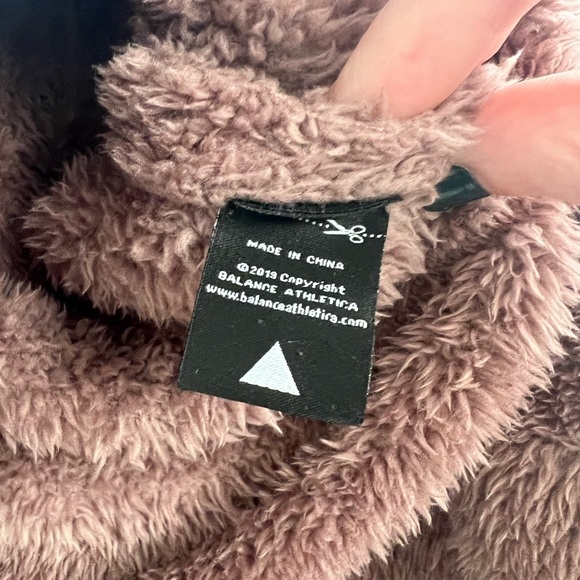 MADE IN CHINA
©2019 Copyright
BALANCE ATHLETICA
www.balanceathletica.com